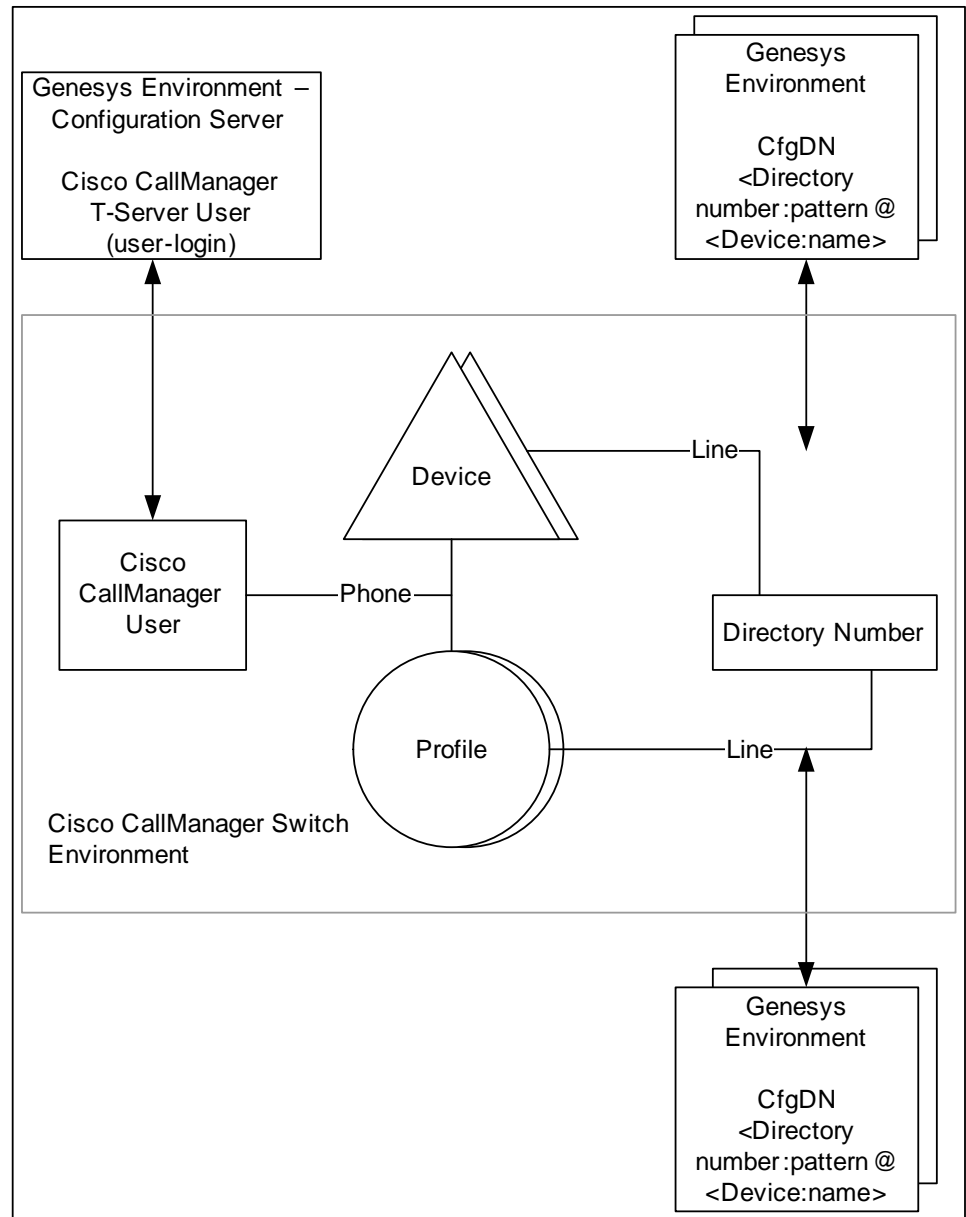 Genesys Environment –
Configuration Server
Cisco CallManager
T-Server User
(user-login)
Genesys
Environment
CfgDN
<Directory
number:pattern@
<Device:name>
Device
Line
Cisco
CallManager
User
Phone
Directory Number
Profile
Line
Cisco CallManager Switch
Environment
Genesys
Environment
CfgDN
<Directory
number:pattern@
<Device:name>